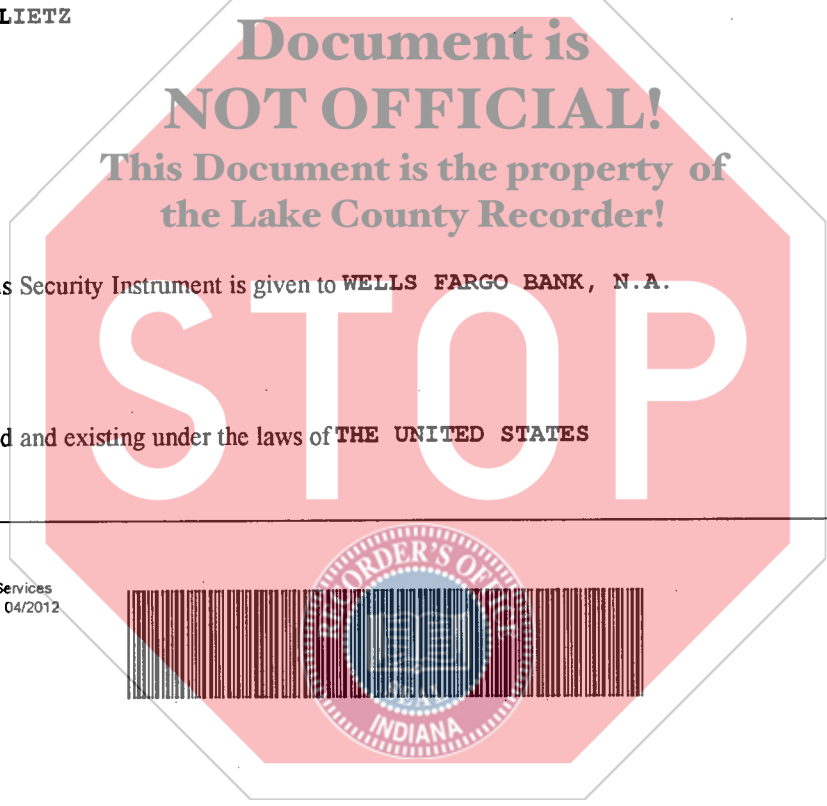 LIETZ
Document is
NOT OFFICIAL!
This Document is the property of
the Lake County Recorder!
s Security Instrument is given to WELLS FARGO BANK, N.A.
STOP
d and existing under the laws of THE UNITED STATES
Services
04/2012
RECORDER'S OFFICE
SEAL
INDIANA